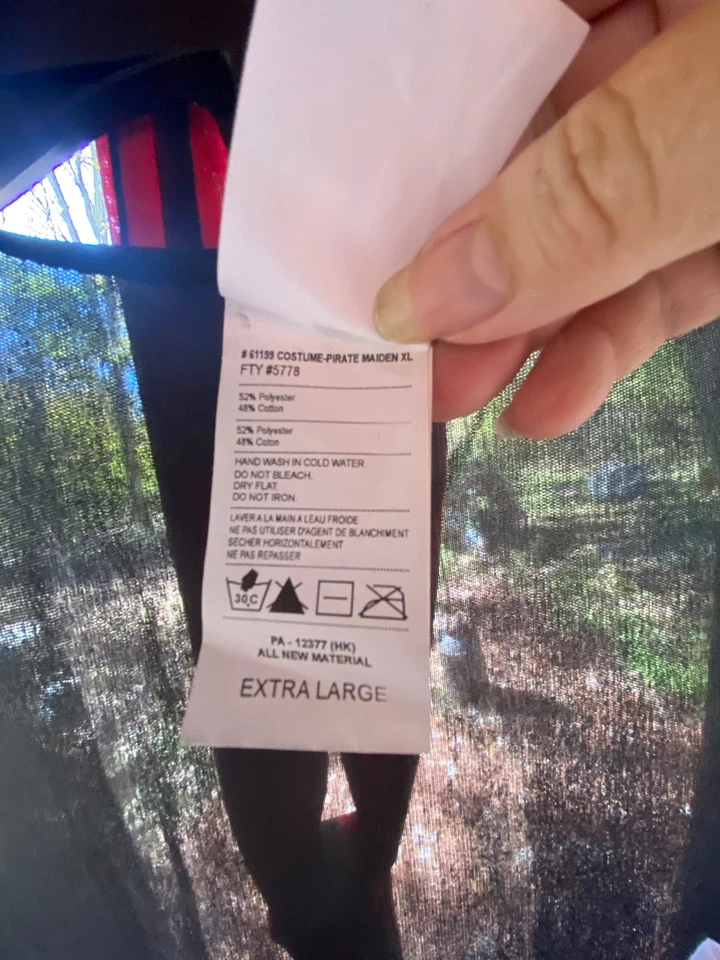 # 61199 COSTUME-PIRATE MAIDEN XL
FTY #5778
52% Polyester
48% Cotton
52% Polyester
48% Coton
HAND WASH IN COLD WATER.
DO NOT BLEACH.
DRY FLAT.
DO NOT IRON.
LAVER A LA MAIN A LEAU FROIDE
NE PAS UTILISER D'AGENT DE BLANCHIMENT
SECHER HORIZONTALEMENT
NE PAS REPASSER
30C
PA - 12377 (HK)
ALL NEW MATERIAL
EXTRA LARGE